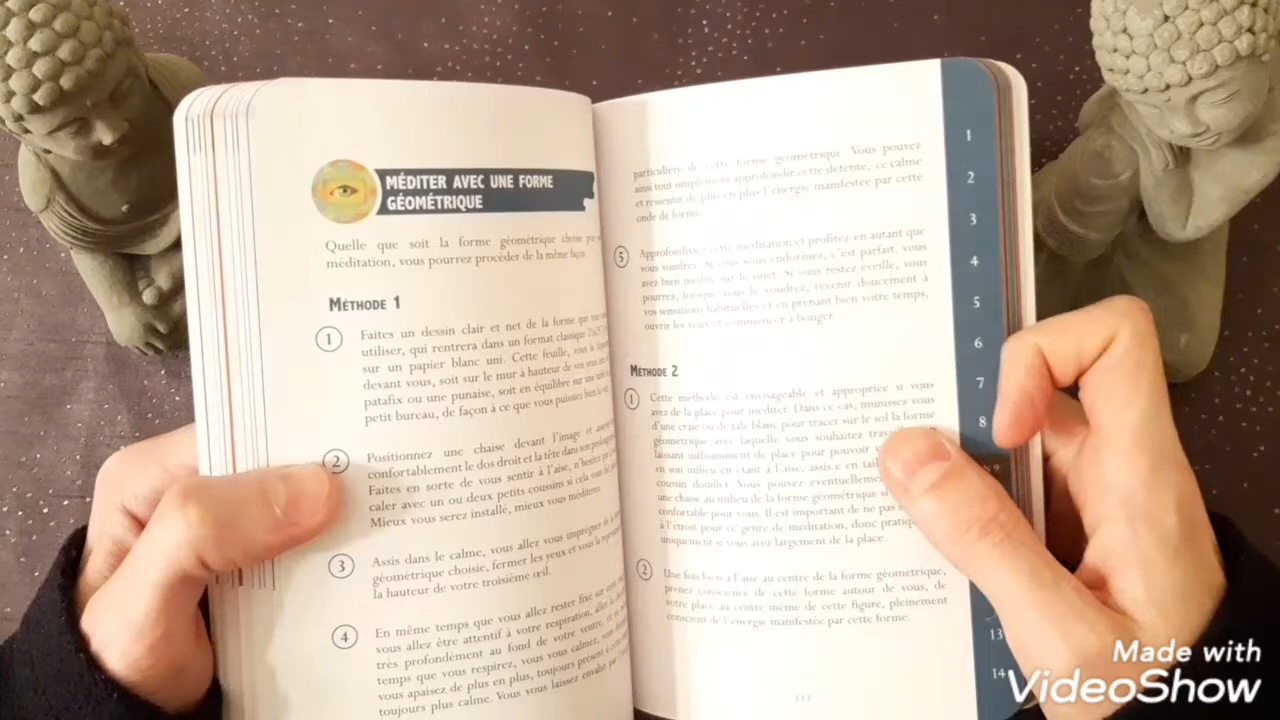 MÉDITER AVEC UNE FORME
GÉOMÉTRIQUE
Quelle que soit la forme géométrique choisie
méditation, vous pourrez procéder de la même façon.
MÉTHODE 1
1 Faites un dessin clair et net de la forme que
utiliser, qui rentrera dans un format classique
sur un papier blanc uni. Cette feuille, vous la
devant vous, soit sur le mur à hauteur de vos
patafix ou une punaise, soit en équilibre sur une
petit bureau, de façon à ce que vous puissiez bien la
2 Positionnez une chaise devant l'image et
confortablement le dos droit et la tête dans son
Faites en sorte de vous sentir à l'aise, n'hésitez
caler avec un ou deux petits coussins si cela vous
Mieux vous serez installé, mieux vous méditerez.
3 Assis dans le calme, vous allez vous imprégner de la
géométrique choisie, fermer les yeux et vous la
la hauteur de votre troisième œil.
4 En même temps que vous allez rester fixé sur
vous allez être attentif à votre respiration,
très profondément au fond de votre ventre,
temps que vous respirez, vous vous calmez, vous
vous apaisez de plus en plus, toujours présent à
toujours plus calme. Vous vous laissez envahir par
particulière de cette forme géométrique. Vous pouvez
ainsi tout simplement approfondir cette détente, ce calme
et ressentir de plus en plus l'énergie manifestée par cette
onde de forme.
5 Approfondissez cette méditation et profitez-en autant que
vous voudrez. Si vous vous endormez, c'est parfait, vous
avez bien médité sur le sujet. Si vous restez éveillé, vous
pourrez, lorsque vous le voudrez, revenir doucement à
vos sensations habituelles et en prenant bien votre temps,
ouvrir les yeux et commencer à bouger.
MÉTHODE 2
1 Cette méthode est envisageable et appropriée si vous
avez de la place pour méditer. Dans ce cas, munissez-vous
d'une craie ou de talc blanc pour tracer sur le sol la forme
géométrique avec laquelle vous souhaitez
laissant suffisamment de place pour pouvoir
en son milieu en étant à l'aise, assis.e en
coussin douillet. Vous pouvez
une chaise au milieu de la forme géométrique si
confortable pour vous. Il est important de ne pas
à l'étroit pour ce genre de méditation, donc
uniquement si vous avez largement de la place.
2 Une fois bien à l'aise au centre de la forme géométrique,
prenez conscience de cette forme autour de vous, de
votre place au centre même de cette figure, pleinement
conscient de l'énergie manifestée par cette forme.
1
2
3
4
5
6
7
8
9
13
14
Made with
VideoShow